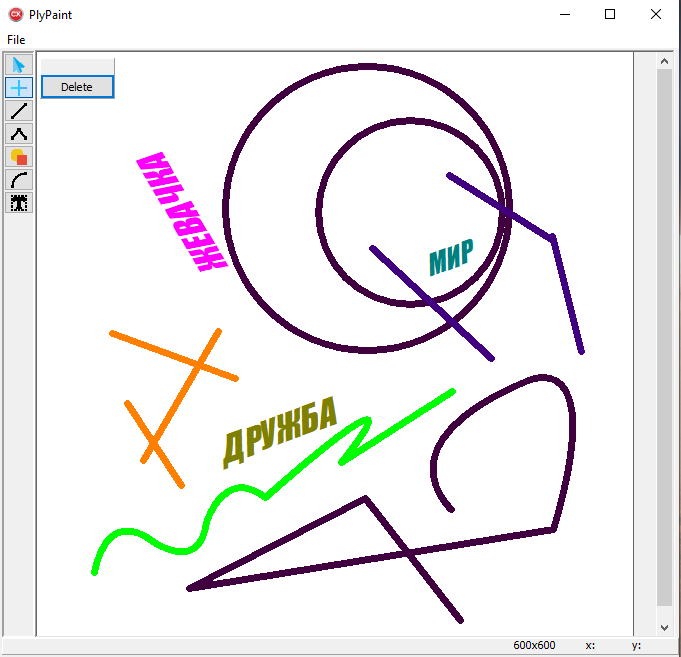 PlyPaint
File
Delete
ЖЕВАЧКА
МИР
ДРУЖБА
600x600 x: y: